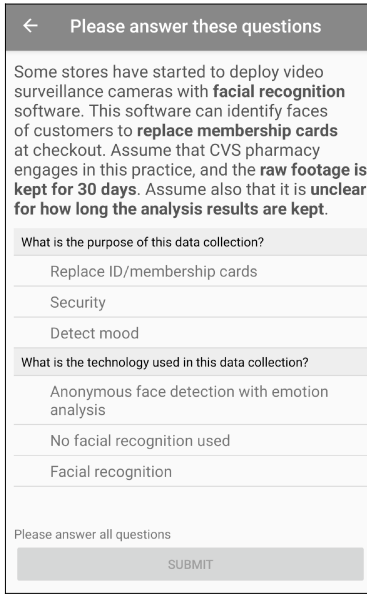 Please answer these questions
Some stores have started to deploy video
surveillance cameras with facial recognition
software. This software can identify faces
of customers to replace membership cards
at checkout. Assume that CVS pharmacy
engages in this practice, and the raw footage is
kept for 30 days. Assume also that it is unclear
for how long the analysis results are kept.
What is the purpose of this data collection?
Replace ID/membership cards
Security
Detect mood
What is the technology used in this data collection?
Anonymous face detection with emotion
analysis
No facial recognition used
Facial recognition
Please answer all questions
SUBMIT